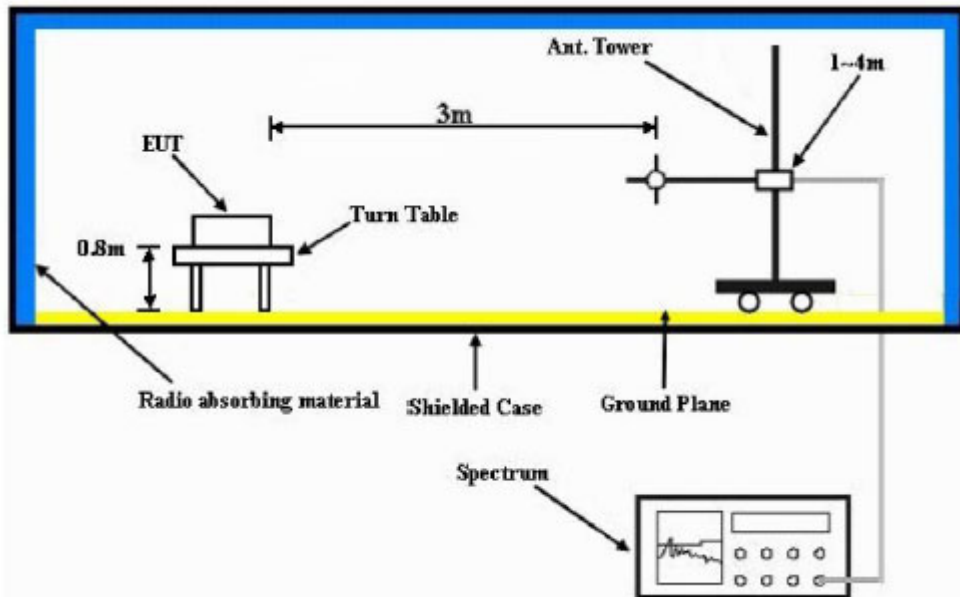 Ant. Tower
1~4m
3m
EUT
Turn Table
0.8m
Radio absorbing material
Shielded Case
Ground Plane
Spectrum